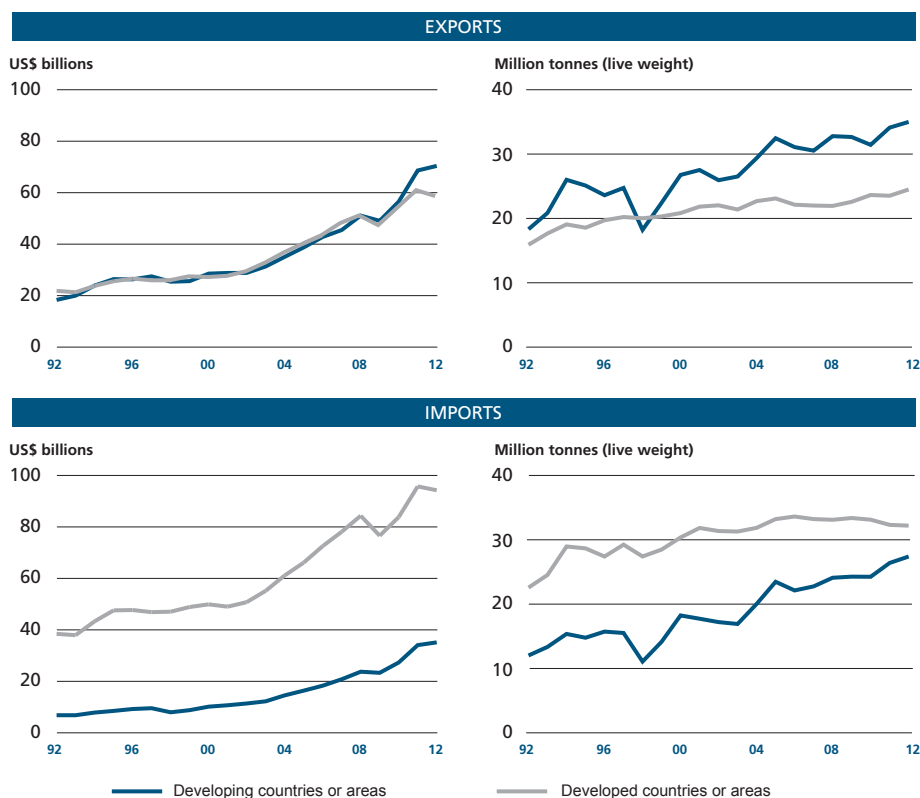 EXPORTS
US$ billions
100
80
60
40
20
0
92 96 00 04 08 12
Million tonnes (live weight)
40
30
20
10
0
92 96 00 04 08 12
IMPORTS
US$ billions
100
80
60
40
20
0
92 96 00 04 08 12
Million tonnes (live weight)
40
30
20
10
0
92 96 00 04 08 12
Developing countries or areas
Developed countries or areas